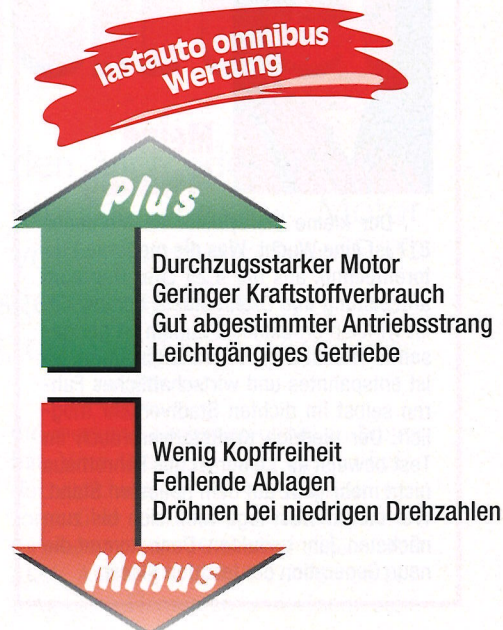 lastauto omnibus
Wertung
Plus
Durchzugsstarker Motor
Geringer Kraftstoffverbrauch
Gut abgestimmter Antriebsstrang
Leichtgängiges Getriebe
Wenig Kopffreiheit
Fehlende Ablagen
Dröhnen bei niedrigen Drehzahlen
Minus